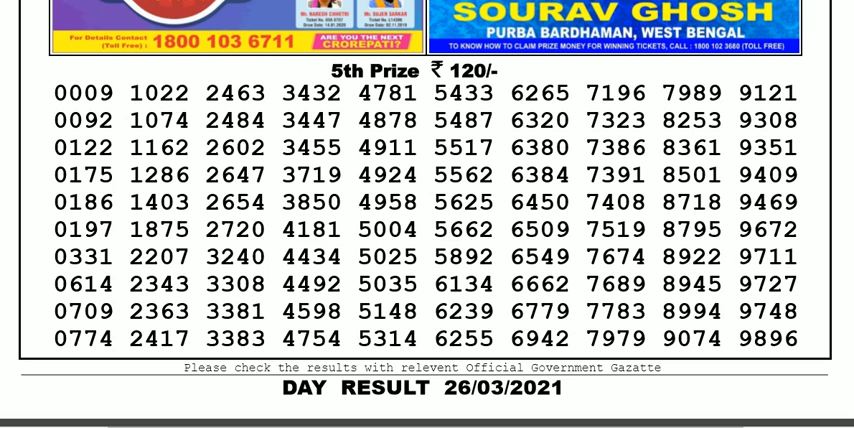 Mr. NARESH CHHETRI
Mr. SUJEN SARKAR
For Details Contact
(Toll Free) : 1800 103 6711
ARE YOU THE NEXT
CROREPATI?
SOURAV GHOSH
PURBA BARDHAMAN, WEST BENGAL
TO KNOW HOW TO CLAIM PRIZE MONEY FOR WINNING TICKETS, CALL : 1800 102 3680 (TOLL FREE)
5th Prize ₹ 120/-
0009 1022 2463 3432 4781 5433 6265 7196 7989 9121
0092 1074 2484 3447 4878 5487 6320 7323 8253 9308
0122 1162 2602 3455 4911 5517 6380 7386 8361 9351
0175 1286 2647 3719 4924 5562 6384 7391 8501 9409
0186 1403 2654 3850 4958 5625 6450 7408 8718 9469
0197 1875 2720 4181 5004 5662 6509 7519 8795 9672
0331 2207 3240 4434 5025 5892 6549 7674 8922 9711
0614 2343 3308 4492 5035 6134 6662 7689 8945 9727
0709 2363 3381 4598 5148 6239 6779 7783 8994 9748
0774 2417 3383 4754 5314 6255 6942 7979 9074 9896
Please check the results with relevent Official Government Gazatte
DAY RESULT 26/03/2021